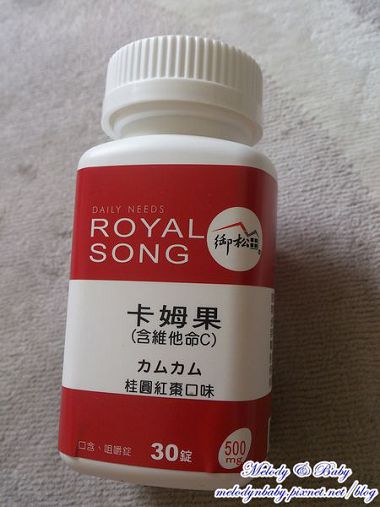 DAILY NEEDS
ROYAL
SONG
御松
卡姆果
(含維他命C)
カムカム
桂圓紅棗口味
口含、咀嚼錠
30錠
500
mg
Melody & Baby
melodynbaby.pixnet.net/blog